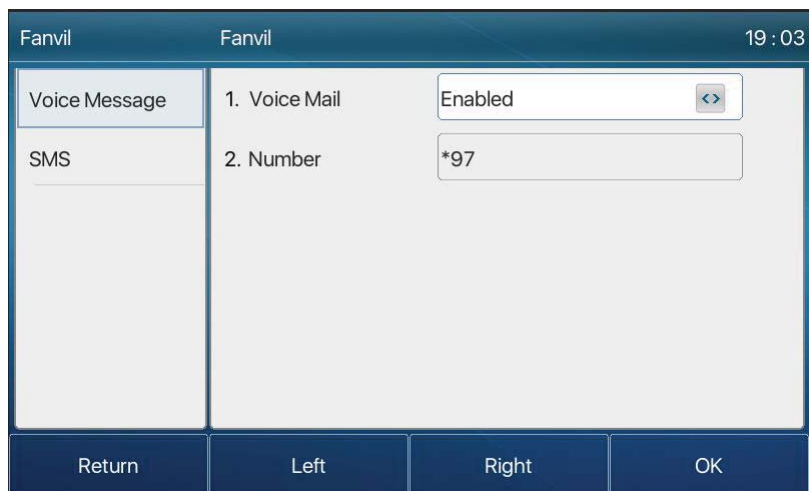 Fanvil Fanvil 19 : 03
Voice Message 1. Voice Mail Enabled <>
SMS 2. Number *97
Return Left Right OK